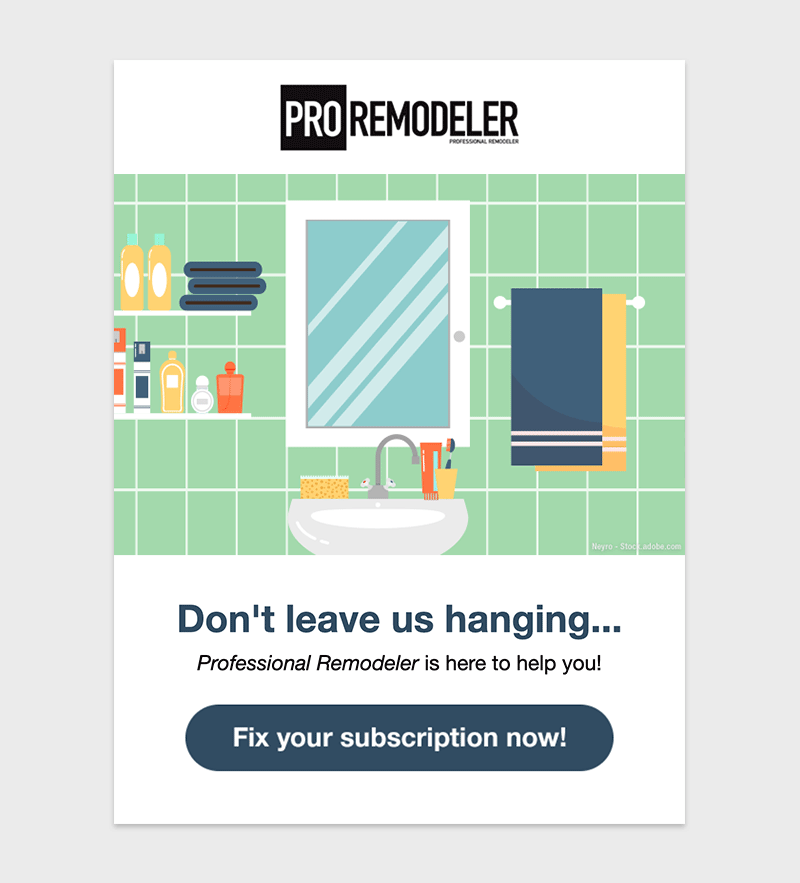 PRO REMODELER
PROFESSIONAL REMODELER
Neyro - Stock.adobe.com
Don't leave us hanging...
Professional Remodeler is here to help you!
Fix your subscription now!